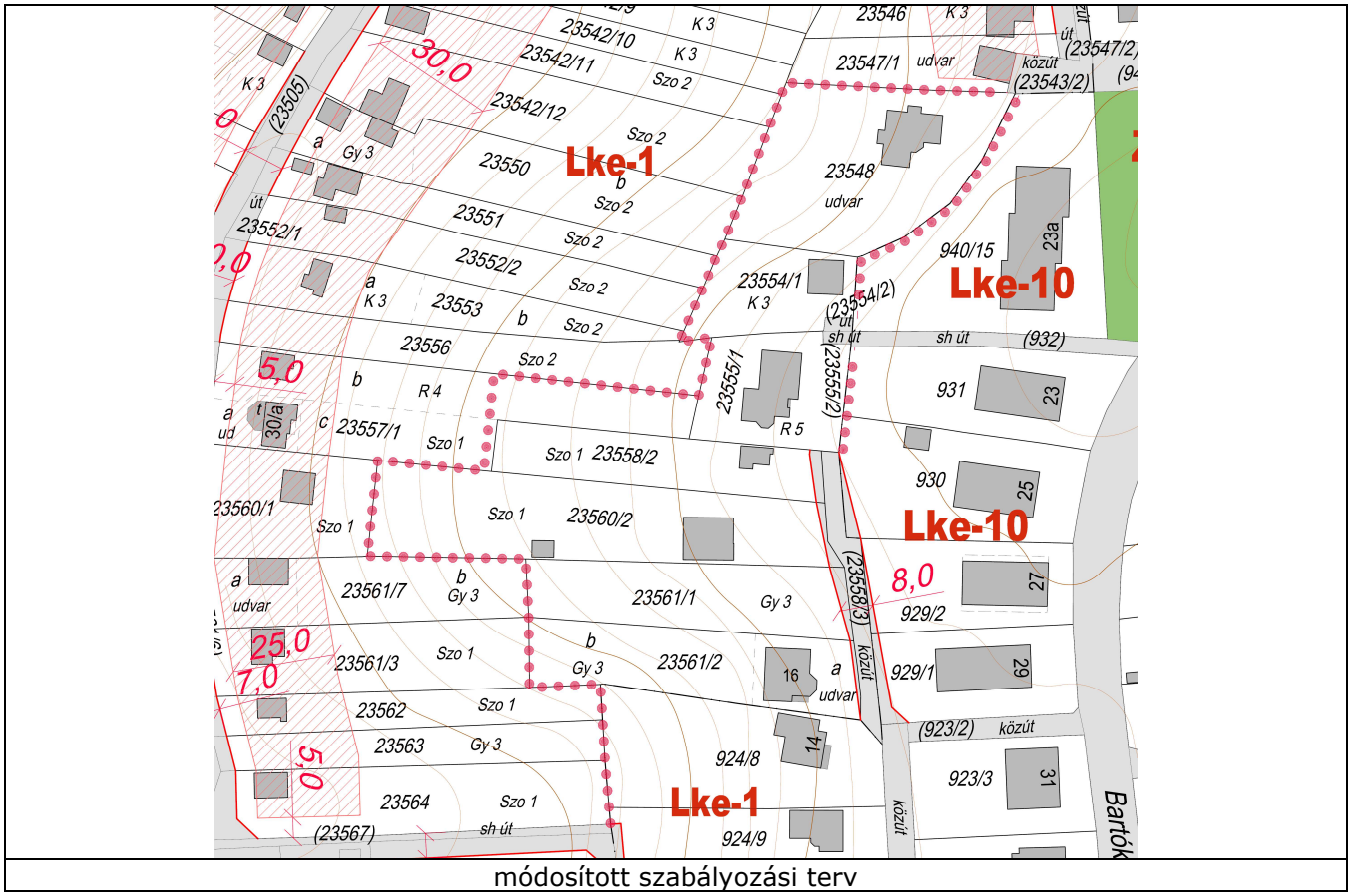 K 3
23542/10
K 3
23542/11
Szo 2
30,0
23546
K 3
út
(23547/2)
23547/1
udvar
közút
(23543/2)
K 3
(23505)
23542/12
Szo 2
a
Gy 3
23550
Lke-1
b
Szo 2
23548
udvar
út
23552/1
23551
Szo 2
23552/2
Szo 2
940/15
23a
Lke-10
a
K 3
23553
b
Szo 2
23554/1
K 3
(23554/2)
út
sh út
sh út
(932)
23556
Szo 2
5,0
b
R 4
23555/1
(23555/2)
931
23
a
t
30/a
ud
c
23557/1
Szo 1
R 5
Szo 1
23558/2
930
25
23560/1
Szo 1
Szo 1
23560/2
Lke-10
(23558/3)
8,0
27
a
udvar
23561/7
b
Gy 3
23561/1
Gy 3
929/2
25,0
7,0
23561/3
Szo 1
b
Gy 3
23561/2
16
a
udvar
közút
929/1
29
23562
Szo 1
(923/2)
közút
23563
Gy 3
5,0
924/8
14
923/3
31
23564
Szo 1
Lke-1
közút
Bartók
(23567)
sh út
924/9
módosított szabályozási terv